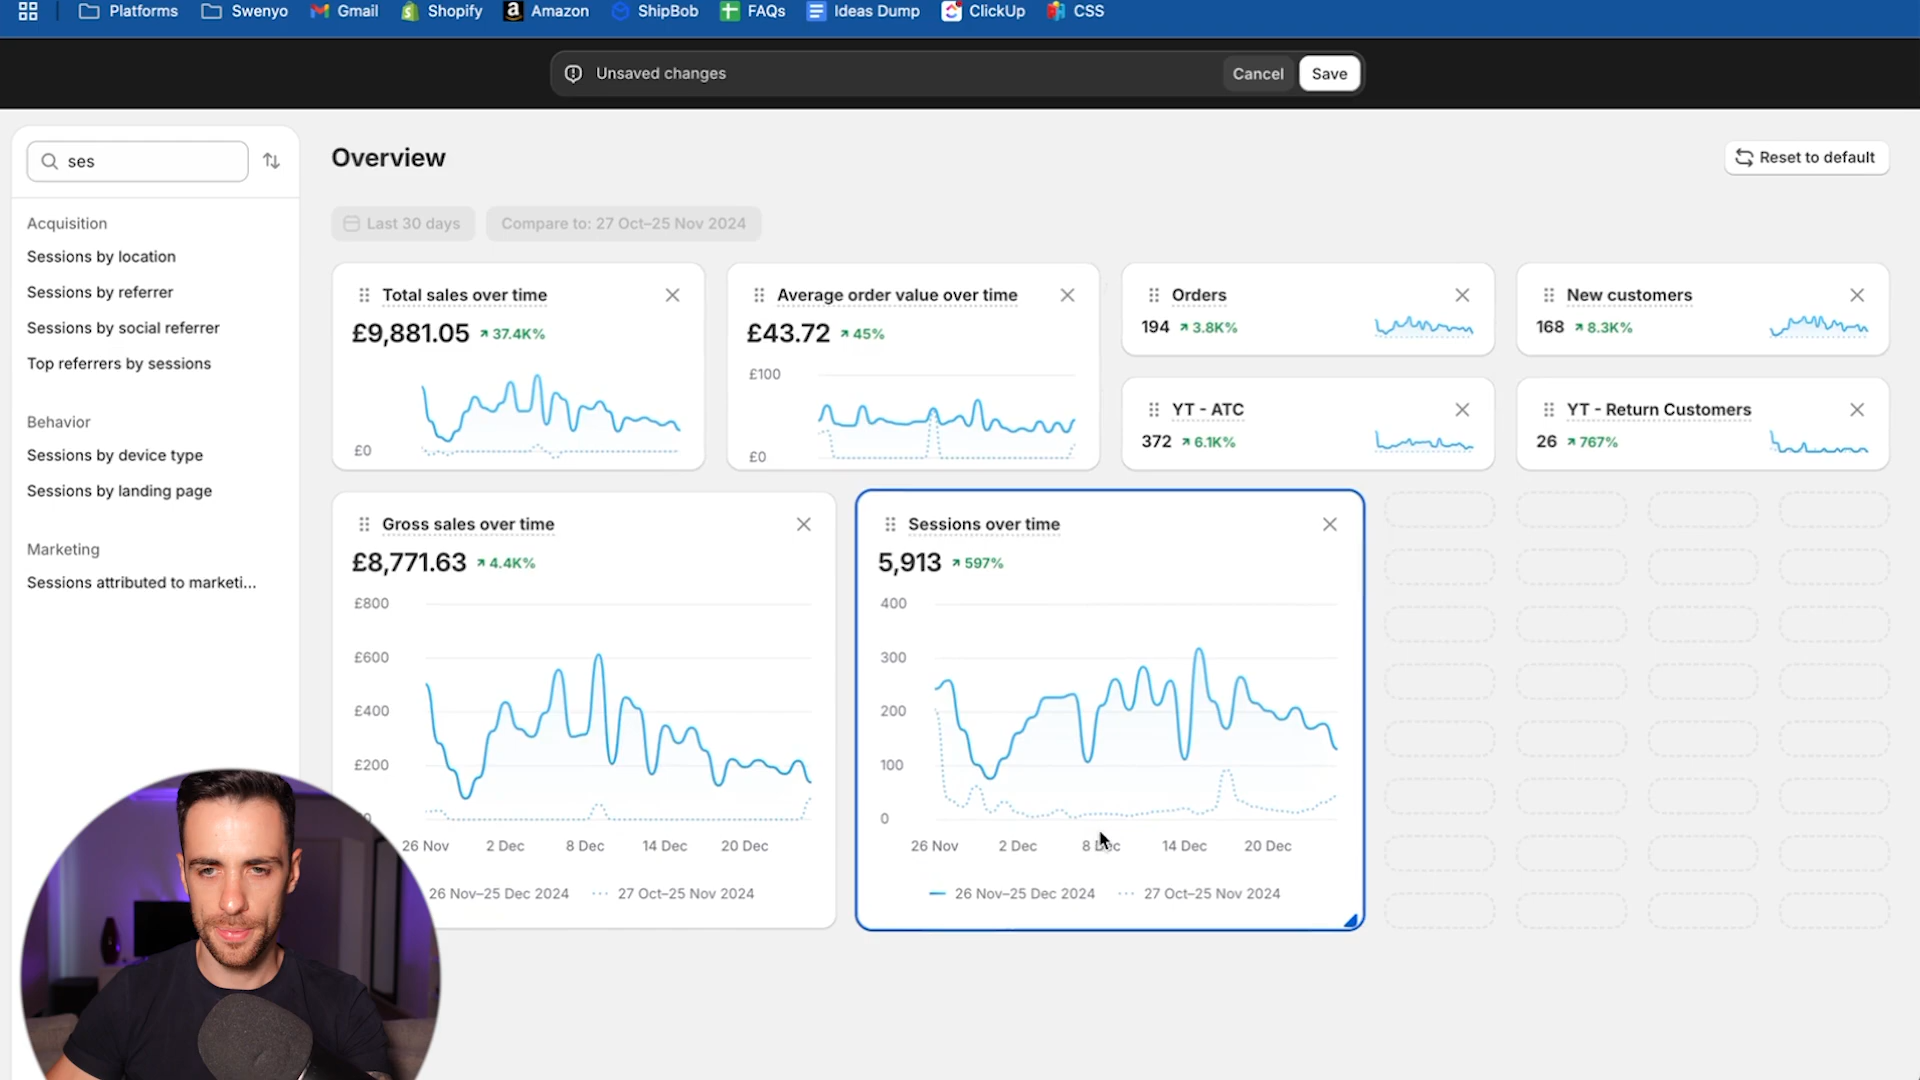 Platforms Swenyo Gmail Shopify Amazon ShipBob FAQs Ideas Dump ClickUp CSS
Unsaved changes Cancel Save
ses
Overview
Reset to default
Last 30 days Compare to: 27 Oct–25 Nov 2024
Acquisition
Sessions by location
Sessions by referrer
Sessions by social referrer
Top referrers by sessions
Behavior
Sessions by device type
Sessions by landing page
Marketing
Sessions attributed to marketi...
Total sales over time
£9,881.05 37.4K%
£0
Average order value over time
£43.72 45%
£100
£0
Orders
194 3.8K%
New customers
168 8.3K%
YT - ATC
372 6.1K%
YT - Return Customers
26 767%
Gross sales over time
£8,771.63 4.4K%
£800
£600
£400
£200
0
26 Nov 2 Dec 8 Dec 14 Dec 20 Dec
26 Nov–25 Dec 2024 27 Oct–25 Nov 2024
Sessions over time
5,913 597%
400
300
200
100
0
26 Nov 2 Dec 8 Dec 14 Dec 20 Dec
26 Nov–25 Dec 2024 27 Oct–25 Nov 2024